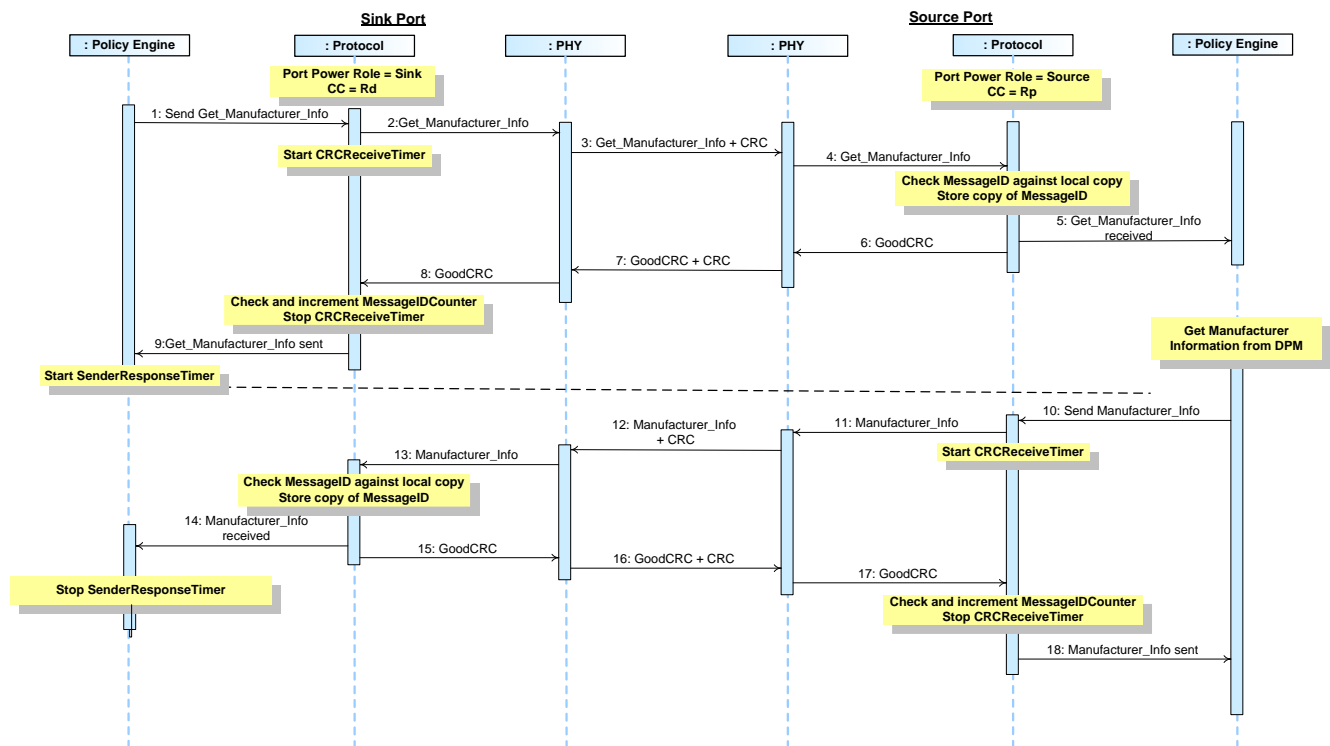 Sink Port
Source Port
: Policy Engine
: Protocol
: PHY
: PHY
: Protocol
: Policy Engine
Port Power Role = Sink
CC = Rd
Port Power Role = Source
CC = Rp
1: Send Get_Manufacturer_Info
2:Get_Manufacturer_Info
Start CRCReceiveTimer
3: Get_Manufacturer_Info + CRC
4: Get_Manufacturer_Info
Check MessageID against local copy
Store copy of MessageID
5: Get_Manufacturer_Info
received
6: GoodCRC
7: GoodCRC + CRC
8: GoodCRC
Check and increment MessageIDCounter
Stop CRCReceiveTimer
9:Get_Manufacturer_Info sent
Start SenderResponseTimer
Get Manufacturer
Information from DPM
10: Send Manufacturer_Info
11: Manufacturer_Info
Start CRCReceiveTimer
12: Manufacturer_Info
+ CRC
13: Manufacturer_Info
Check MessageID against local copy
Store copy of MessageID
14: Manufacturer_Info
received
15: GoodCRC
16: GoodCRC + CRC
17: GoodCRC
Stop SenderResponseTimer
Check and increment MessageIDCounter
Stop CRCReceiveTimer
18: Manufacturer_Info sent